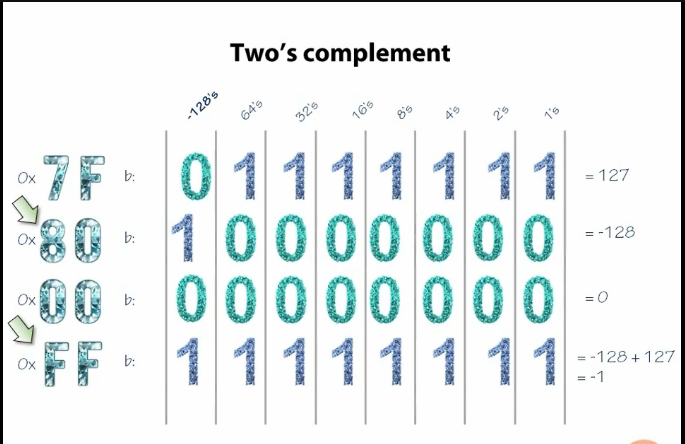 Two's complement
-128's 64's 32's 16's 8's 4's 2's 1's
0x 7F b: 0 1 1 1 1 1 1 1 = 127
0x 80 b: 1 0 0 0 0 0 0 0 = -128
0x 00 b: 0 0 0 0 0 0 0 0 = 0
0x FF b: 1 1 1 1 1 1 1 1 = -128 + 127
= -1